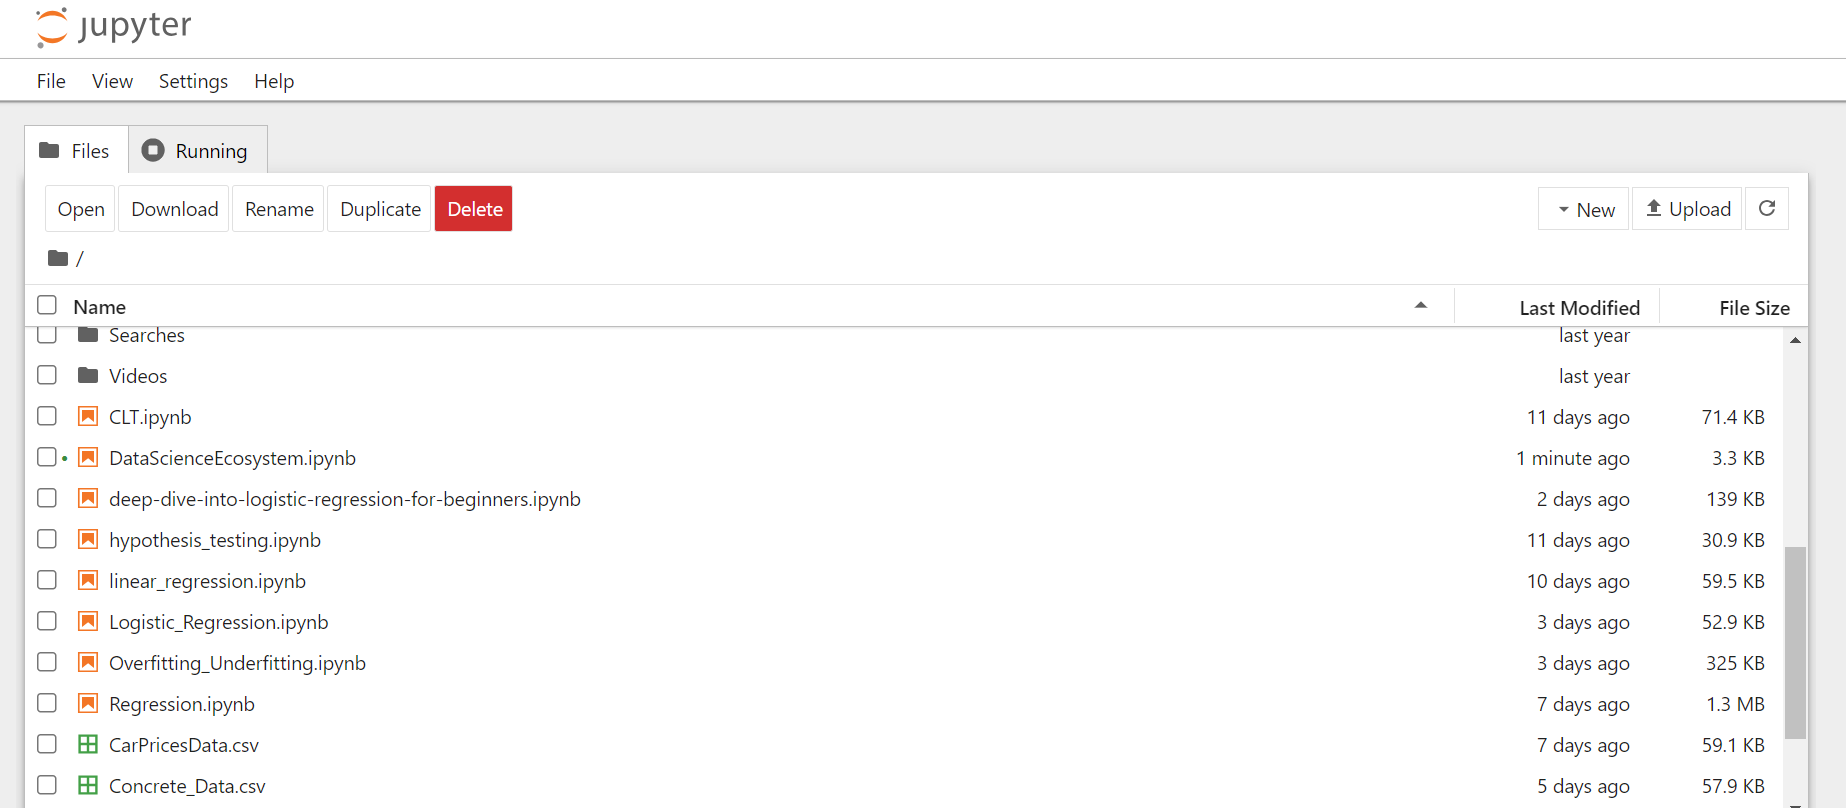 jupyter
File View Settings Help
Files Running
Open Download Rename Duplicate Delete New Upload
/
Name Last Modified File Size
Searches last year
Videos last year
CLT.ipynb 11 days ago 71.4 KB
DataScienceEcosystem.ipynb 1 minute ago 3.3 KB
deep-dive-into-logistic-regression-for-beginners.ipynb 2 days ago 139 KB
hypothesis_testing.ipynb 11 days ago 30.9 KB
linear_regression.ipynb 10 days ago 59.5 KB
Logistic_Regression.ipynb 3 days ago 52.9 KB
Overfitting_Underfitting.ipynb 3 days ago 325 KB
Regression.ipynb 7 days ago 1.3 MB
CarPricesData.csv 7 days ago 59.1 KB
Concrete_Data.csv 5 days ago 57.9 KB